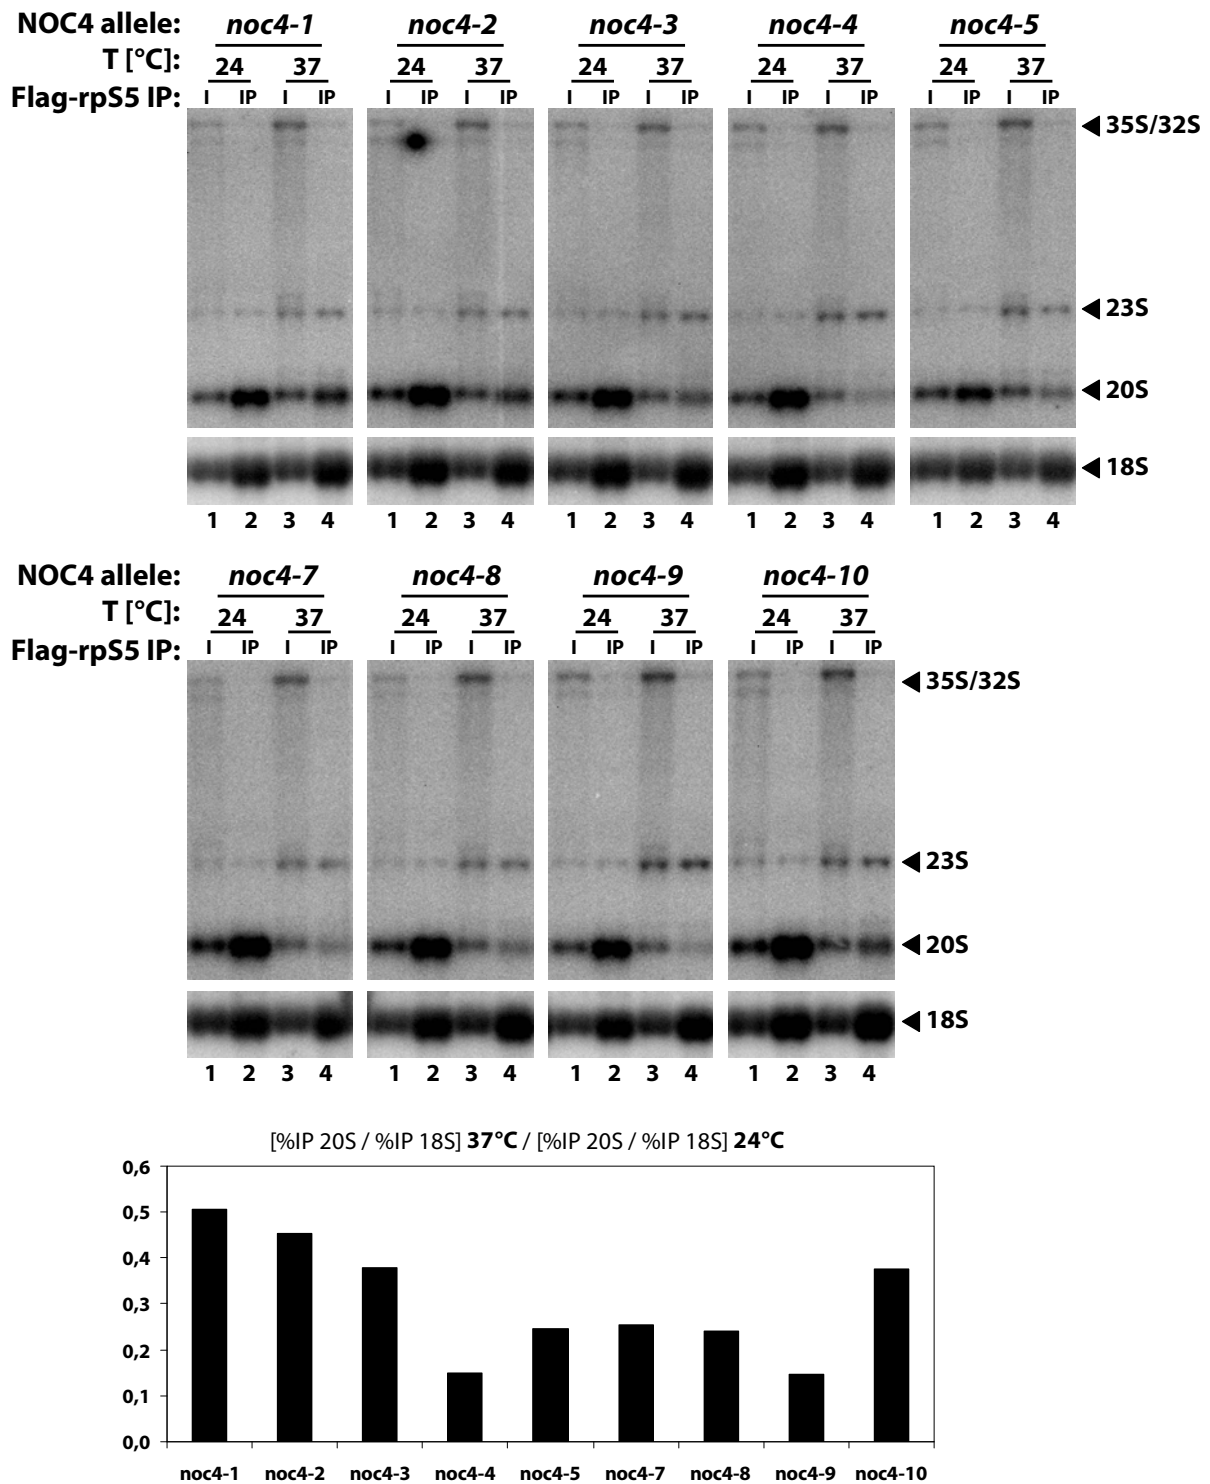 NOC4 allele: noc4-1 noc4-2 noc4-3 noc4-4 noc4-5
T [°C]: 24 37 24 37 24 37 24 37 24 37
Flag-rpS5 IP: I IP I IP I IP I IP I IP I IP I IP I IP I IP I IP
35S/32S
23S
20S
18S
1 2 3 4 1 2 3 4 1 2 3 4 1 2 3 4 1 2 3 4
NOC4 allele: noc4-7 noc4-8 noc4-9 noc4-10
T [°C]: 24 37 24 37 24 37 24 37
Flag-rpS5 IP: I IP I IP I IP I IP I IP I IP I IP I IP
35S/32S
23S
20S
18S
1 2 3 4 1 2 3 4 1 2 3 4 1 2 3 4
[%IP 20S / %IP 18S] 37°C / [%IP 20S / %IP 18S] 24°C
0,6
0,5
0,4
0,3
0,2
0,1
0,0
noc4-1 noc4-2 noc4-3 noc4-4 noc4-5 noc4-7 noc4-8 noc4-9 noc4-10